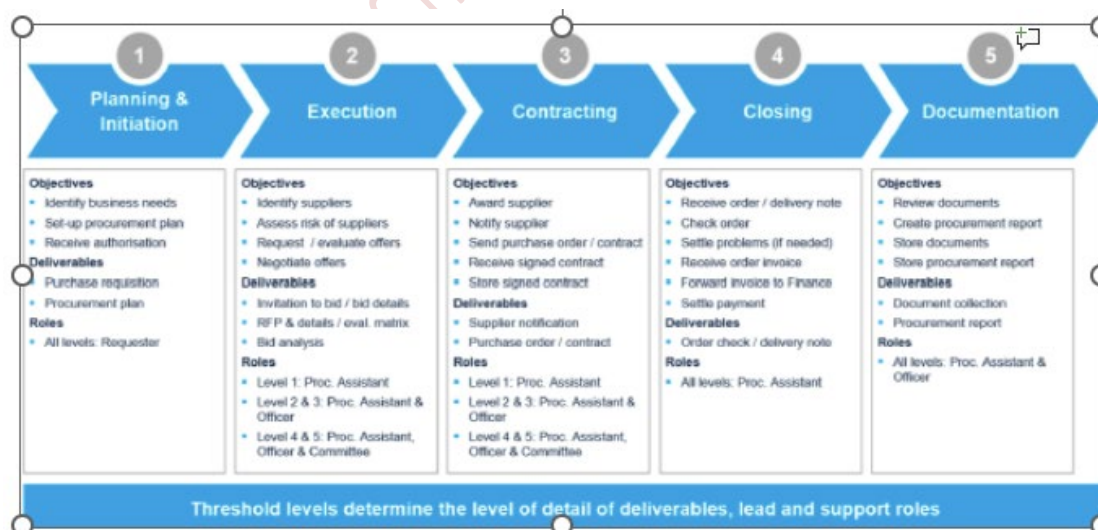 1
Planning &
Initiation
Objectives
Identify business needs
Set-up procurement plan
Receive authorisation
Deliverables
Purchase requisition
Procurement plan
Roles
All levels: Requester
2
Execution
Objectives
Identify suppliers
Assess risk of suppliers
Request / evaluate offers
Negotiate offers
Deliverables
Invitation to bid / bid details
RFP & details / eval. matrix
Bid analysis
Roles
Level 1: Proc. Assistant
Level 2 & 3: Proc. Assistant &
Officer
Level 4 & 5: Proc. Assistant,
Officer & Committee
3
Contracting
Objectives
Award supplier
Notify supplier
Send purchase order / contract
Receive signed contract
Store signed contract
Deliverables
Supplier notification
Purchase order / contract
Roles
Level 1: Proc. Assistant
Level 2 & 3: Proc. Assistant &
Officer
Level 4 & 5: Proc. Assistant,
Officer & Committee
4
Closing
Objectives
Receive order / delivery note
Check order
Settle problems (if needed)
Receive order invoice
Forward invoice to Finance
Settle payment
Deliverables
Order check / delivery note
Roles
All levels: Proc. Assistant
5
Documentation
Objectives
Review documents
Create procurement report
Store documents
Store procurement report
Deliverables
Document collection
Procurement report
Roles
All levels: Proc. Assistant &
Officer
Threshold levels determine the level of detail of deliverables, lead and support roles